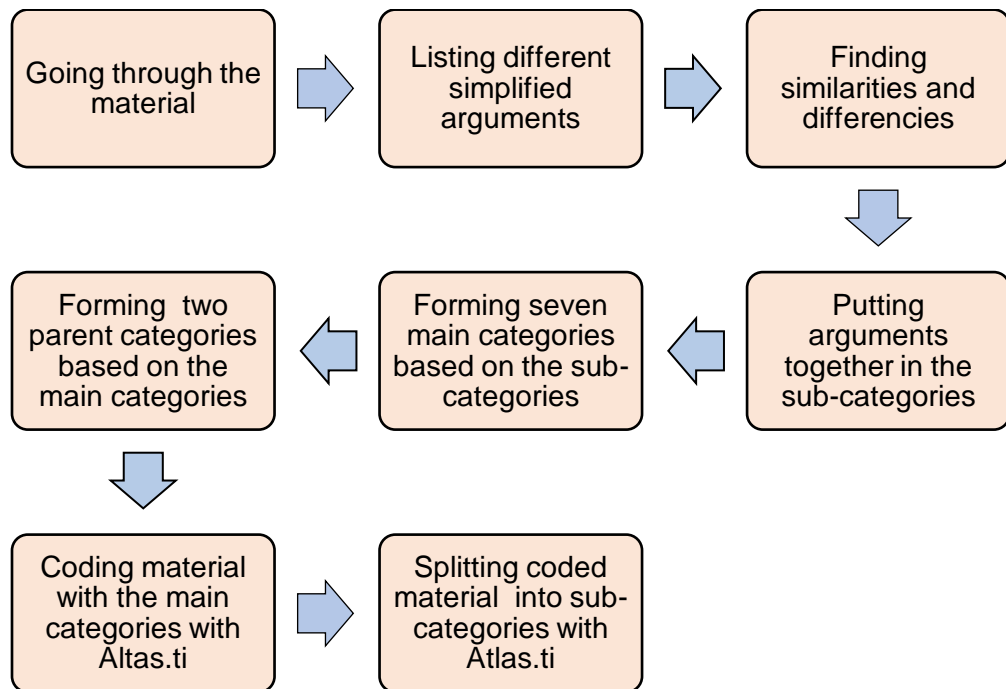 Going through the
material
Listing different
simplified
arguments
Finding
similarities and
differencies
Putting
arguments
together in the
sub-categories
Forming seven
main categories
based on the sub-
categories
Forming two
parent categories
based on the
main categories
Coding material
with the main
categories with
Altas.ti
Splitting coded
material into sub-
categories with
Atlas.ti